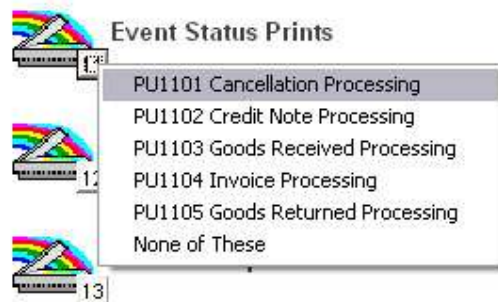 Event Status Prints
PU1101 Cancellation Processing
PU1102 Credit Note Processing
PU1103 Goods Received Processing
PU1104 Invoice Processing
PU1105 Goods Returned Processing
None of These
13